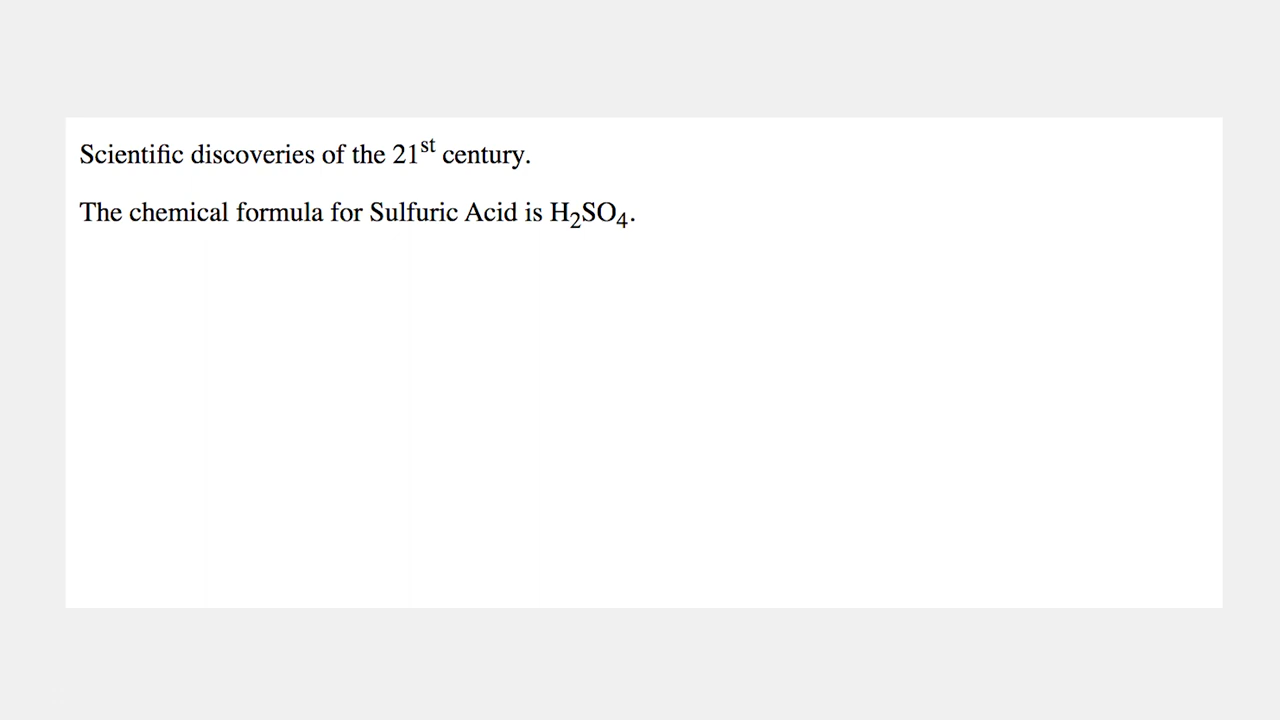 Scientific discoveries of the 21st century.
The chemical formula for Sulfuric Acid is H₂SO₄.